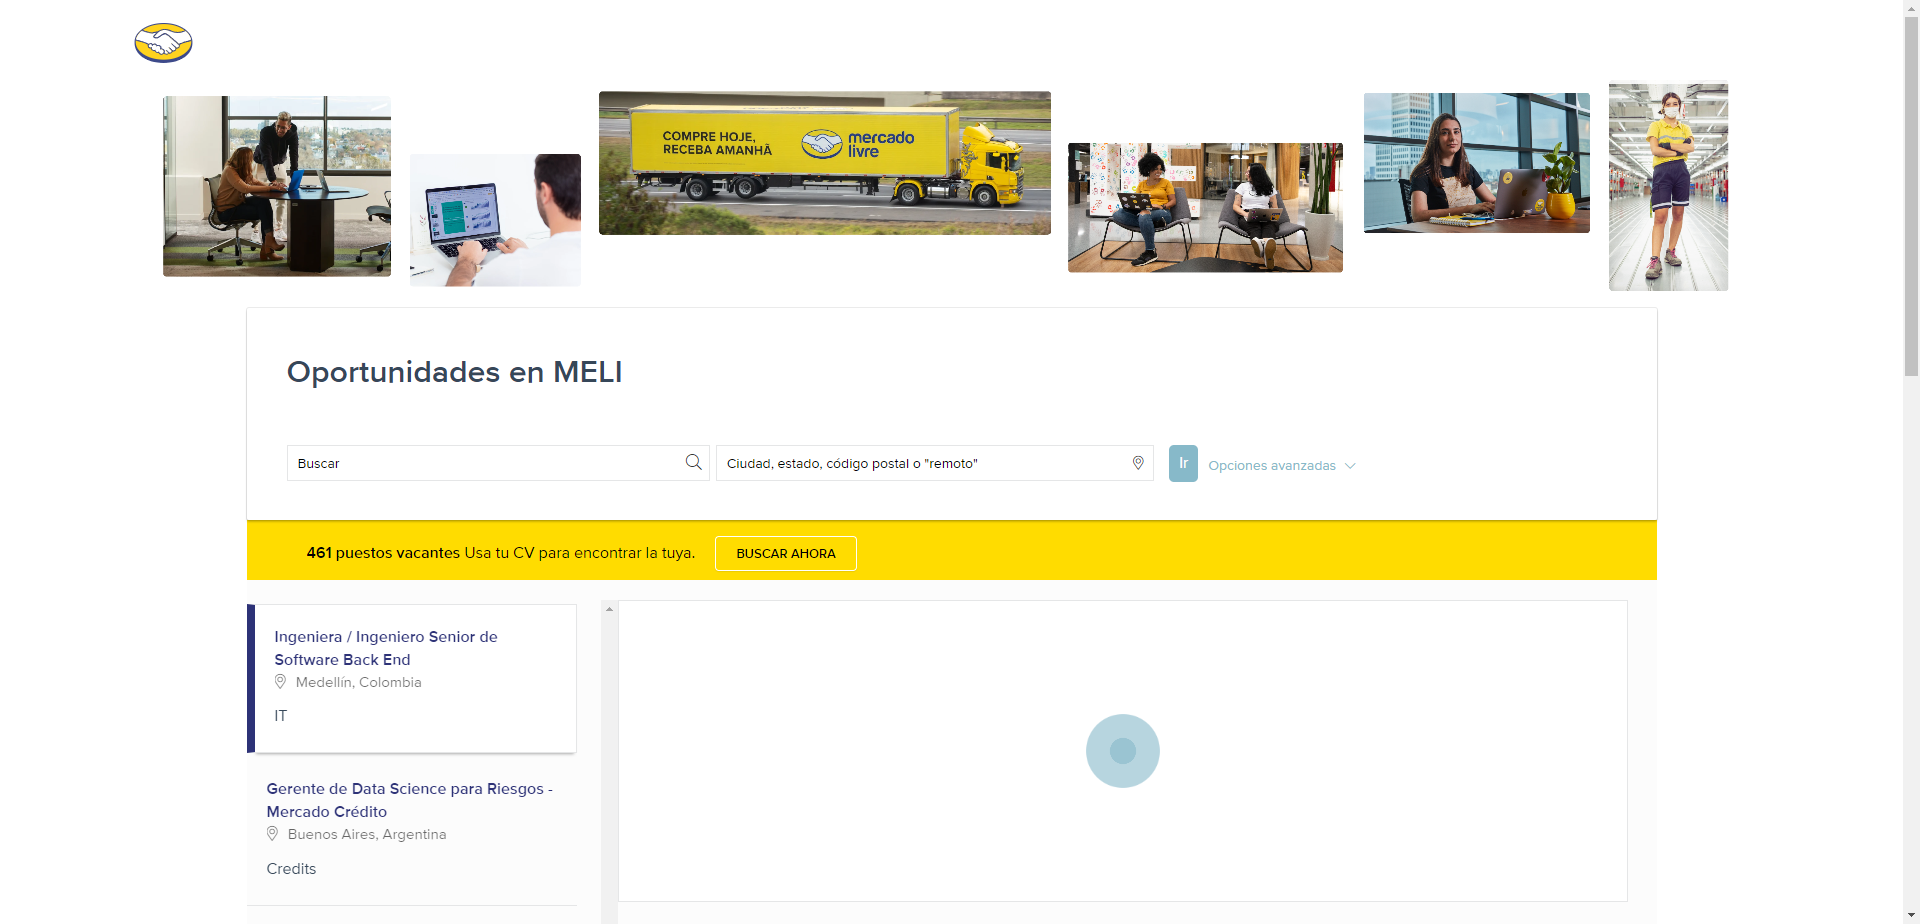 COMPRE HOJE,
RECEBA AMANHÃ
mercado
livre
Oportunidades en MELI
Buscar
Ciudad, estado, código postal o "remoto"
Ir
Opciones avanzadas
461 puestos vacantes Usa tu CV para encontrar la tuya.
BUSCAR AHORA
Ingeniera / Ingeniero Senior de
Software Back End
Medellín, Colombia
IT
Gerente de Data Science para Riesgos -
Mercado Crédito
Buenos Aires, Argentina
Credits